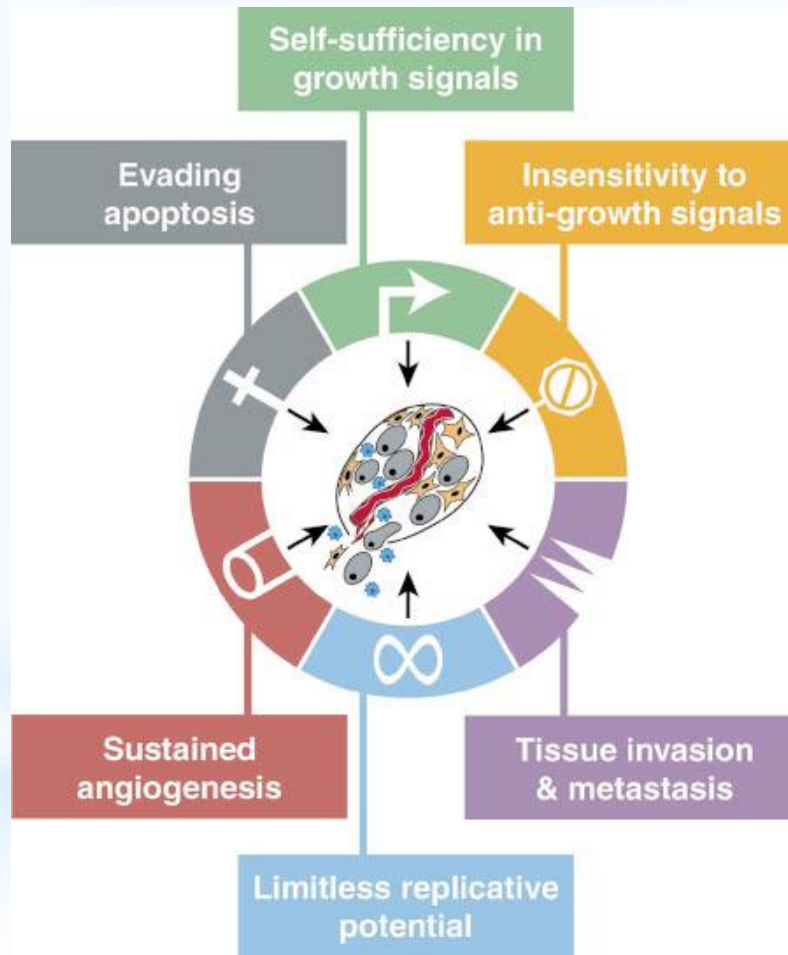 Self-sufficiency in
growth signals
Evading
apoptosis
Insensitivity to
anti-growth signals
Sustained
angiogenesis
Tissue invasion
& metastasis
Limitless replicative
potential